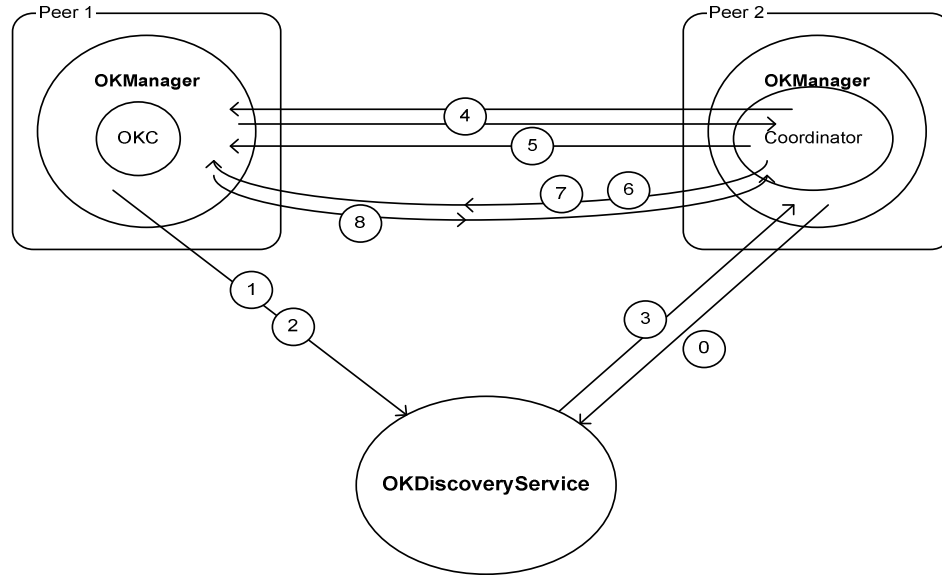 Peer 1
Peer 2
OKManager
OKManager
OKC
4
Coordinator
5
7
6
8
1
2
3
0
OKDiscoveryService